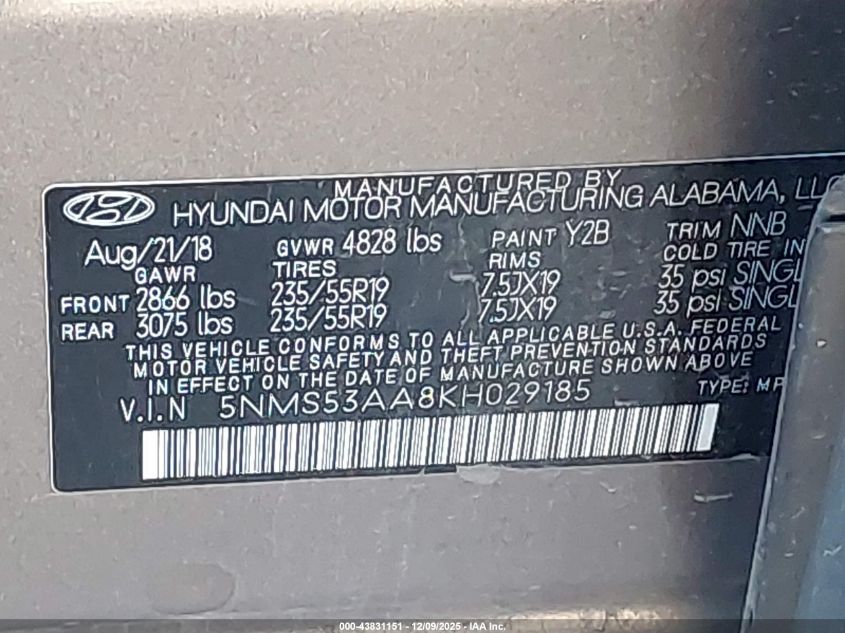 MANUFACTURED BY
HYUNDAI MOTOR MANUFACTURING ALABAMA, LLC
Aug/21/18 GVWR 4828 lbs PAINT Y2B TRIM NNB
GAWR TIRES RIMS COLD TIRE IN
FRONT 2866 lbs 235/55R19 7.5JX19 35 psi SINGL
REAR 3075 lbs 235/55R19 7.5JX19 35 psi SINGL
THIS VEHICLE CONFORMS TO ALL APPLICABLE U.S.A. FEDERAL
MOTOR VEHICLE SAFETY AND THEFT PREVENTION STANDARDS
IN EFFECT ON THE DATE OF MANUFACTURE SHOWN ABOVE
V.I.N 5NMS53AA8KH029185 TYPE: MP
000-43831151 - 12/09/2025 - IAA Inc.